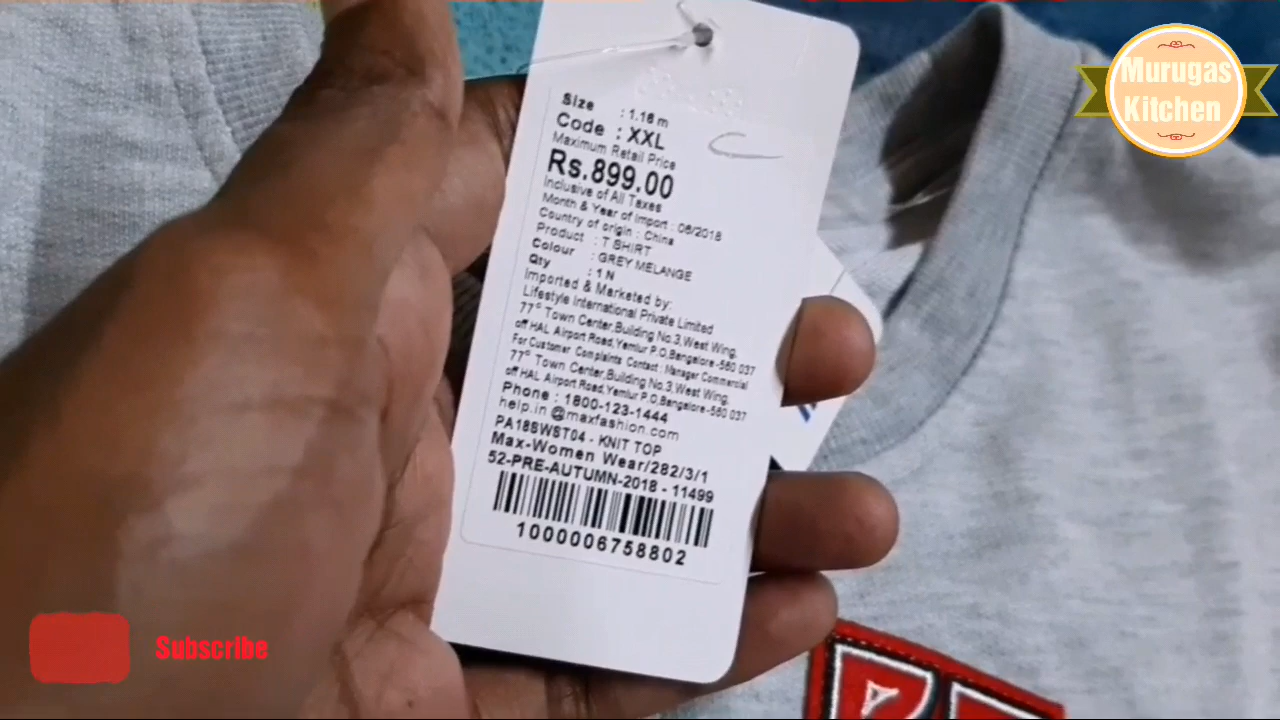 Size : 1.16 m
Code : XXL
Maximum Retail Price
Rs.899.00
Inclusive of All Taxes
Month & Year of Import : 06/2018
Country of origin : China
Product : T SHIRT
Colour : GREY MELANGE
Qty : 1 N
Imported & Marketed by:
Lifestyle International Private Limited
77° Town Center,Building No.3,West Wing,
off HAL Airport Road,Yemlur P.O,Bangalore-560 037
For Customer Complaints Contact : Manager Commercial
77° Town Center,Building No.3,West Wing,
off HAL Airport Road,Yemlur P.O,Bangalore-560 037
Phone : 1800-123-1444
help.in @maxfashion.com
PA18SWST04 - KNIT TOP
Max-Women Wear/282/3/1
52-PRE-AUTUMN-2018 - 11499
1000006758802
Murugas
Kitchen
Subscribe